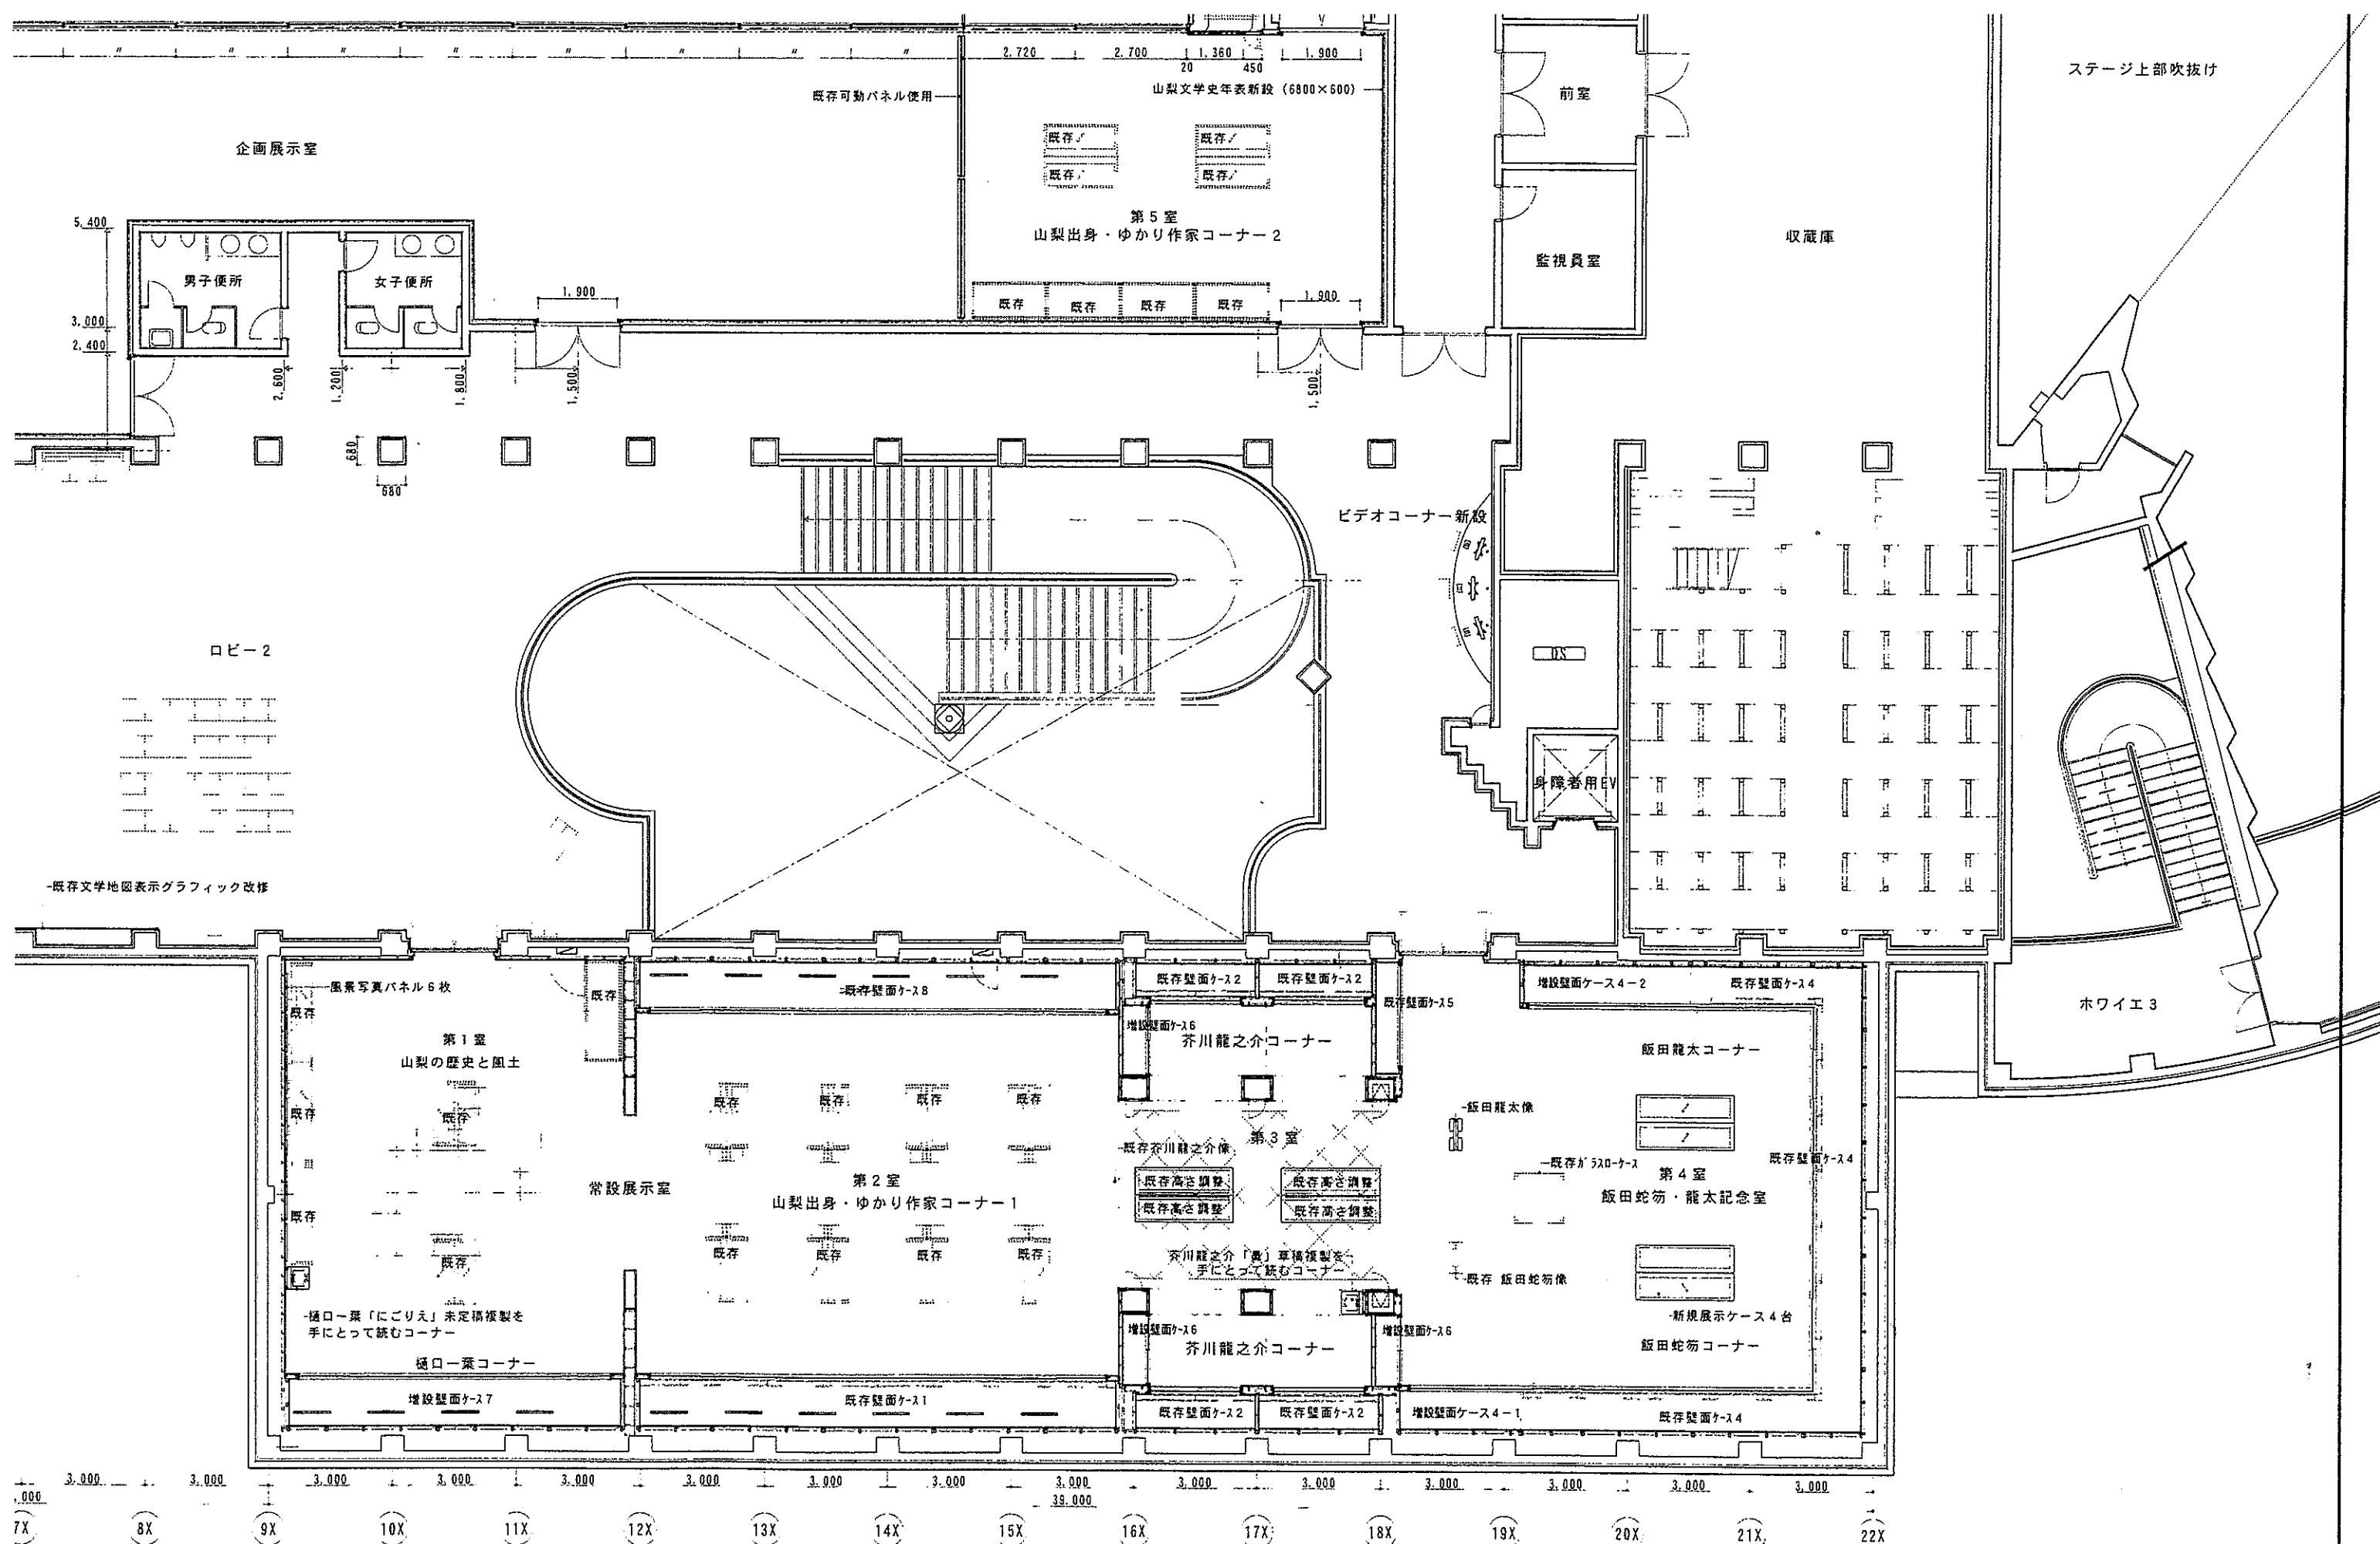 〃 〃 〃 〃 〃 〃 〃 〃
2,720 2,700 1,360 1,900
20 450
ステージ上部吹抜け
既存可動パネル使用
山梨文学史年表新設（6800×600）
前室
企画展示室
既存 既存
既存 既存
第5室
山梨出身・ゆかり作家コーナー2
収蔵庫
監視員室
5,400
男子便所
女子便所
1,900
既存 既存 既存 既存
1,900
3,000
2,400
2,600
1,200
1,800
1,500
1,500
680
680
ビデオコーナー新設
ロビー2
DS
身障者用EV
既存文学地図表示グラフィック改修
風景写真パネル6枚
既存
既存壁面ケース8
既存壁面ケース2 既存壁面ケース2
既存壁面ケース5
増設壁面ケース4-2 既存壁面ケース4
ホワイエ3
既存
第1室
山梨の歴史と風土
増設壁面ケース6
芥川龍之介コーナー
飯田龍太コーナー
既存
既存
既存 既存 既存 既存
飯田龍太像
第3室
既存芥川龍之介像
既存ガラスローケース
既存壁面ケース4
常設展示室
第2室
山梨出身・ゆかり作家コーナー1
既存高さ調整 既存高さ調整
既存高さ調整 既存高さ調整
第4室
飯田蛇笏・龍太記念室
既存
既存
既存 既存 既存 既存
手にとって読むコーナー
既存 飯田蛇笏像
樋口一葉「にごりえ」未定稿複製を
手にとって読むコーナー
樋口一葉コーナー
増設壁面ケース6
芥川龍之介コーナー
増設壁面ケース6
新規展示ケース4台
飯田蛇笏コーナー
増設壁面ケース7
既存壁面ケース1
既存壁面ケース2 既存壁面ケース2
増設壁面ケース4-1 既存壁面ケース4
3,000 3,000 3,000 3,000 3,000 3,000 3,000 3,000 3,000 3,000 3,000 3,000 3,000 3,000 3,000
,000
39,000
7X 8X 9X 10X 11X 12X 13X 14X 15X 16X 17X 18X 19X 20X 21X 22X